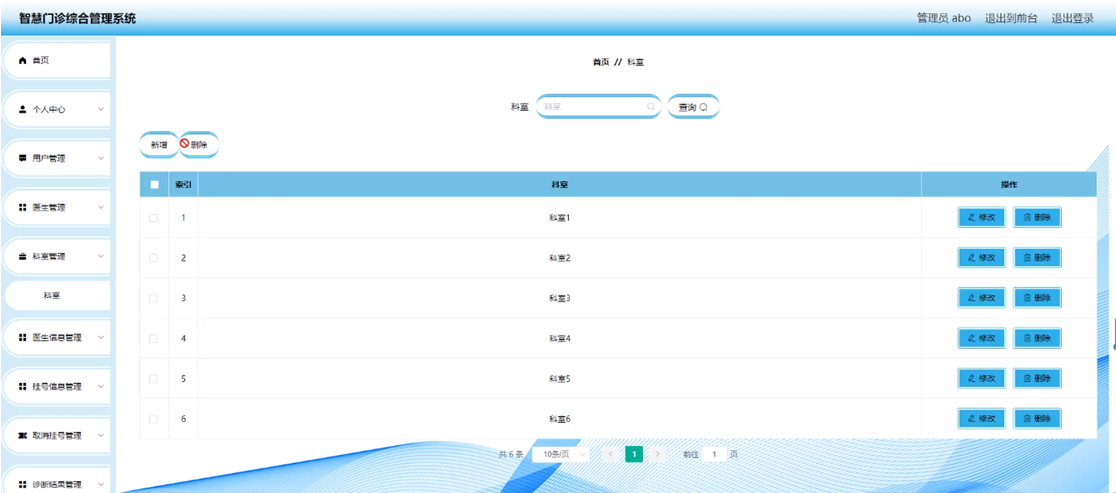 智慧门诊综合管理系统 管理员 abo 退出到前台 退出登录
首页
个人中心
用户管理
医生管理
科室管理
科室
医生信息管理
挂号信息管理
取消挂号管理
诊断结果管理
首页 // 科室
科室 科室 查询
新增 删除
索引 科室 操作
1 科室1 修改 删除
2 科室2 修改 删除
3 科室3 修改 删除
4 科室4 修改 删除
5 科室5 修改 删除
6 科室6 修改 删除
共 6 条 10条/页 1 前往 1 页